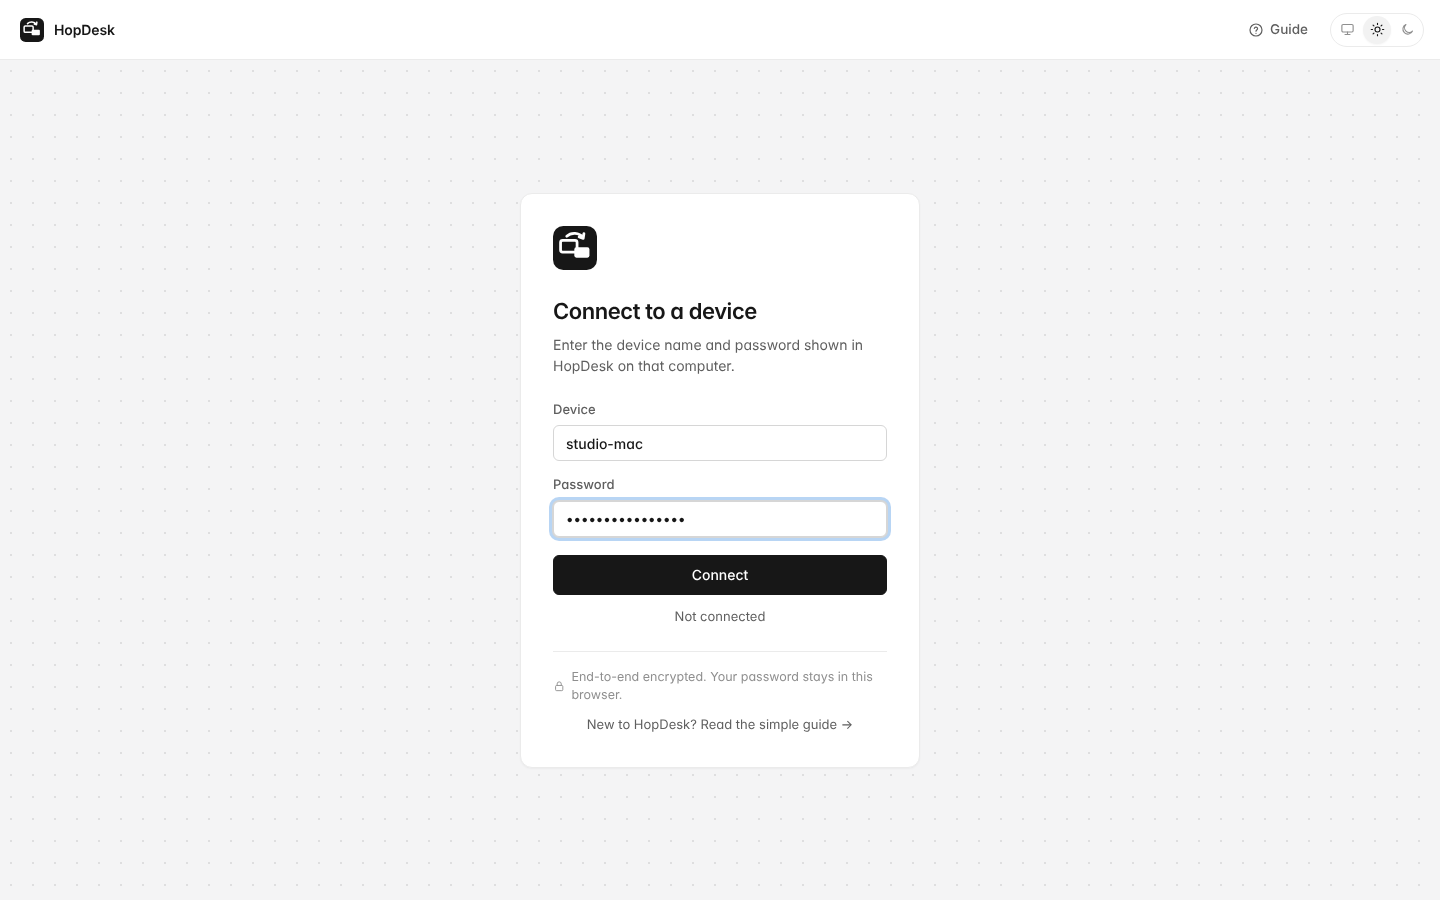 HopDesk
Guide
Connect to a device
Enter the device name and password shown in
HopDesk on that computer.
Device
studio-mac
Password
••••••••••••••••
Connect
Not connected
End-to-end encrypted. Your password stays in this
browser.
New to HopDesk? Read the simple guide →